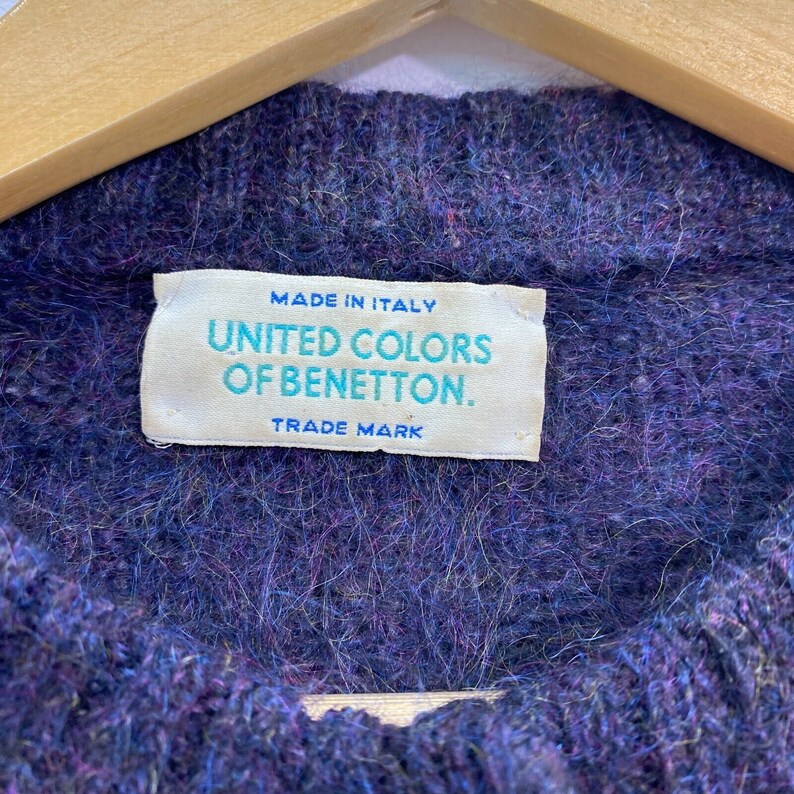 MADE IN ITALY
UNITED COLORS
OF BENETTON.
TRADE MARK